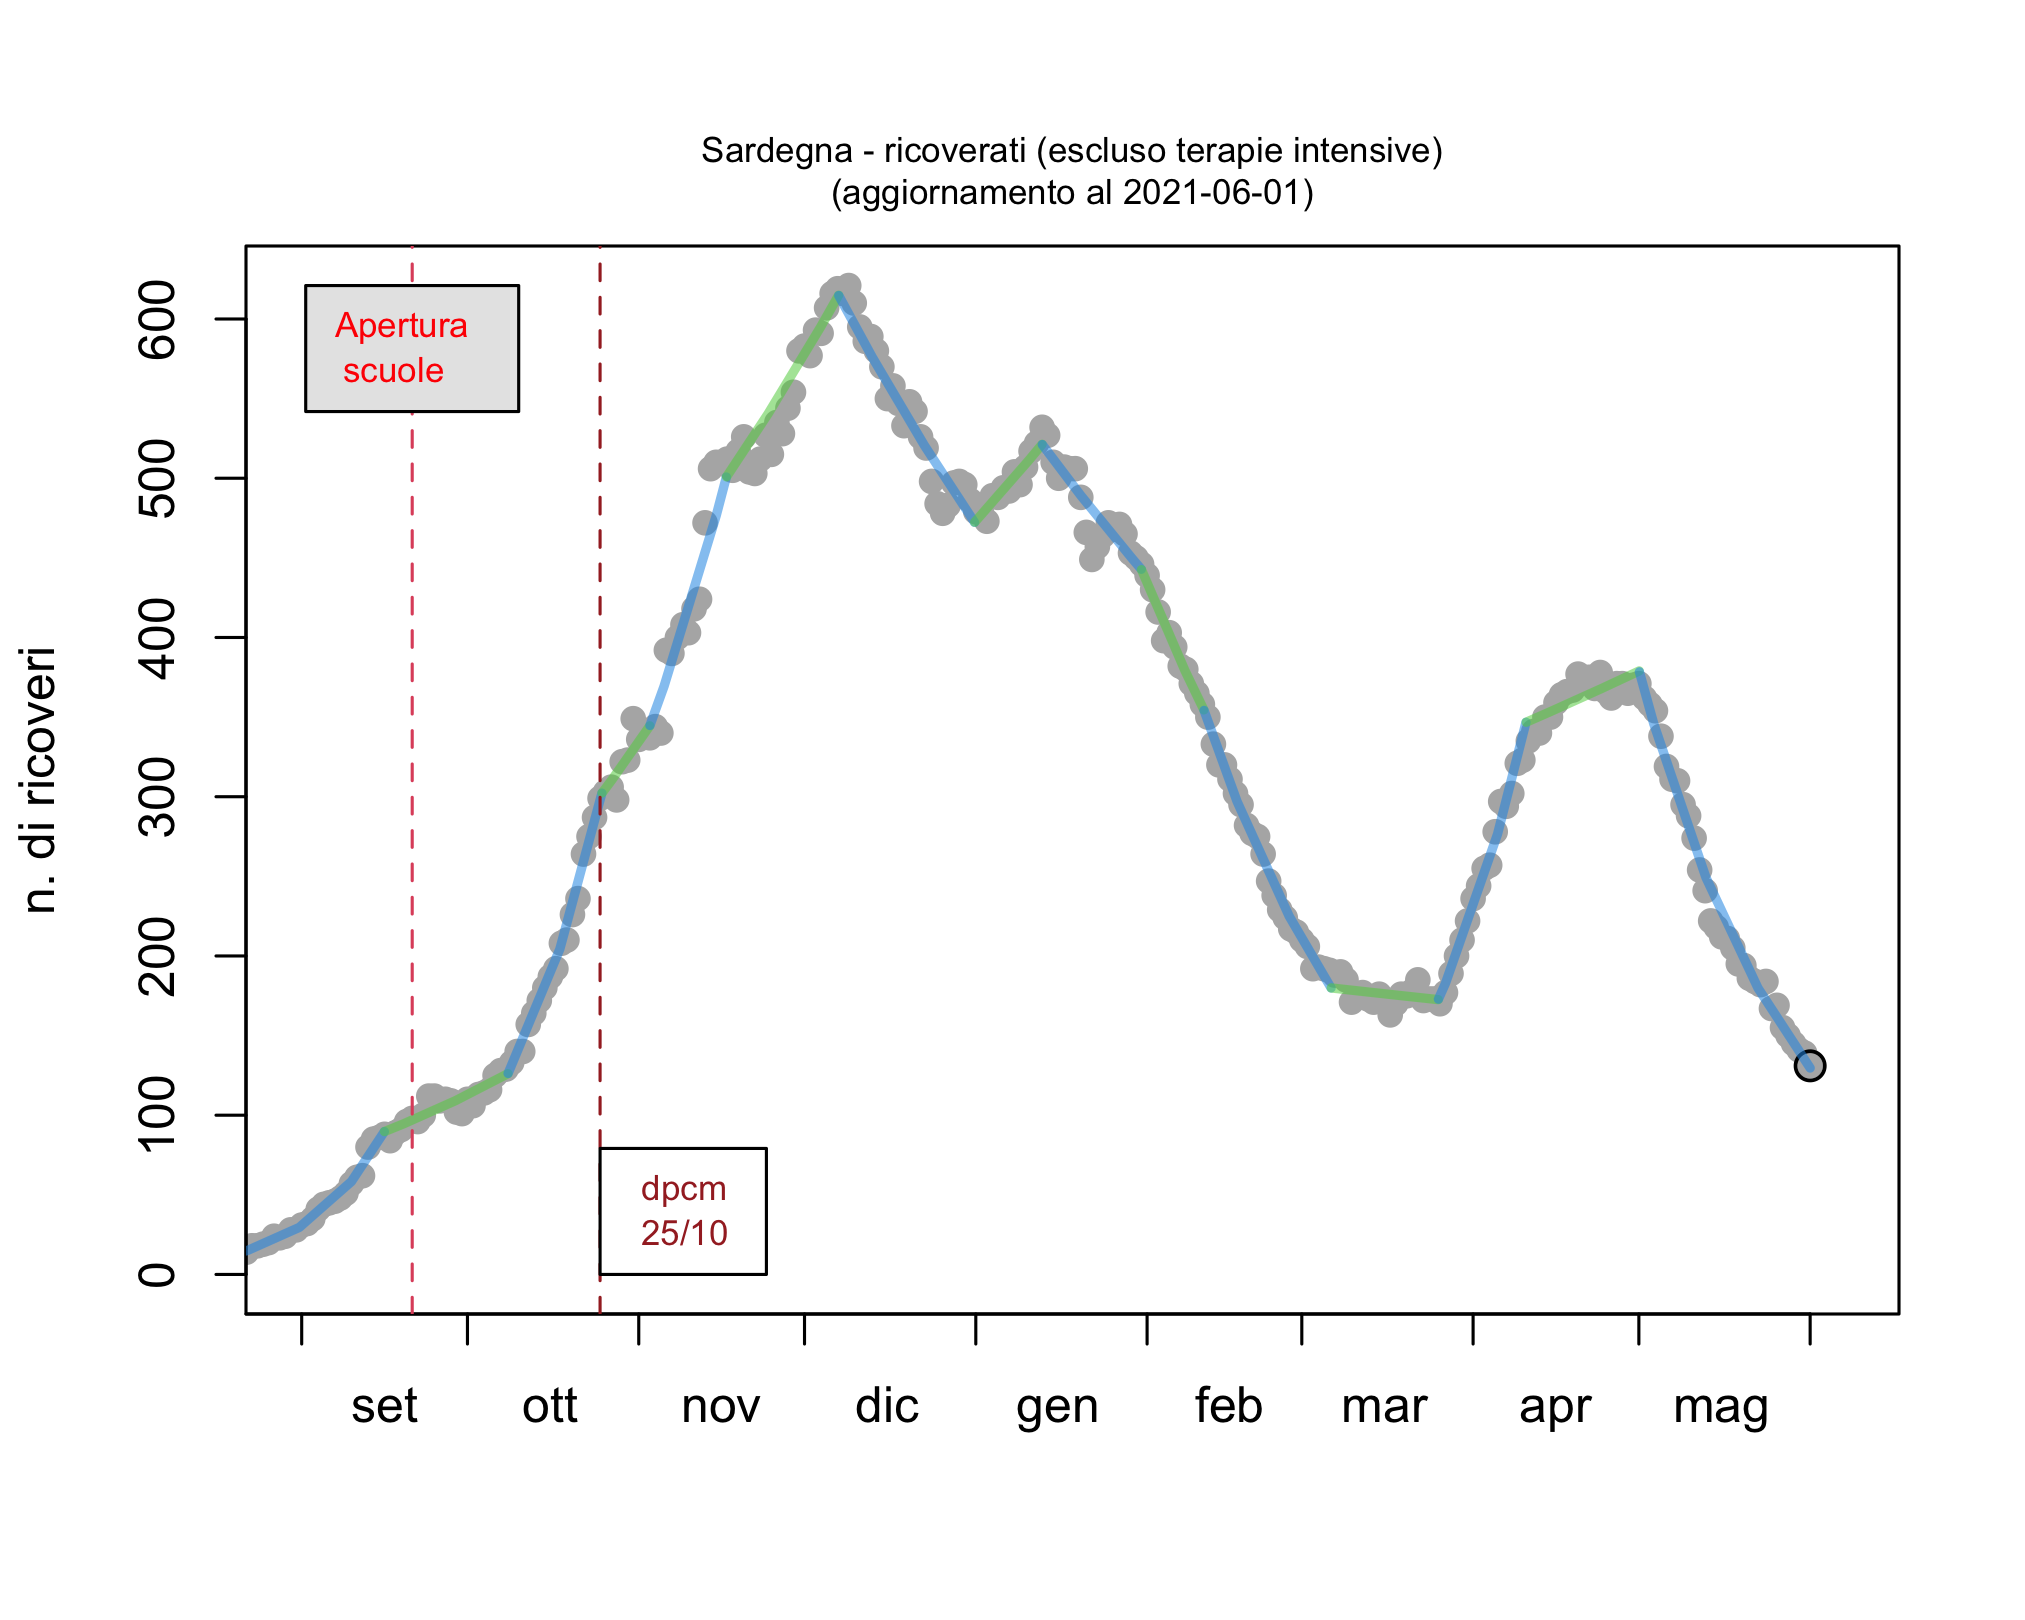 Sardegna - ricoverati (escluso terapie intensive)
(aggiornamento al 2021-06-01)
n. di ricoveri
600
500
400
300
200
100
0
Apertura
scuole
dpcm
25/10
set ott nov dic gen feb mar apr mag